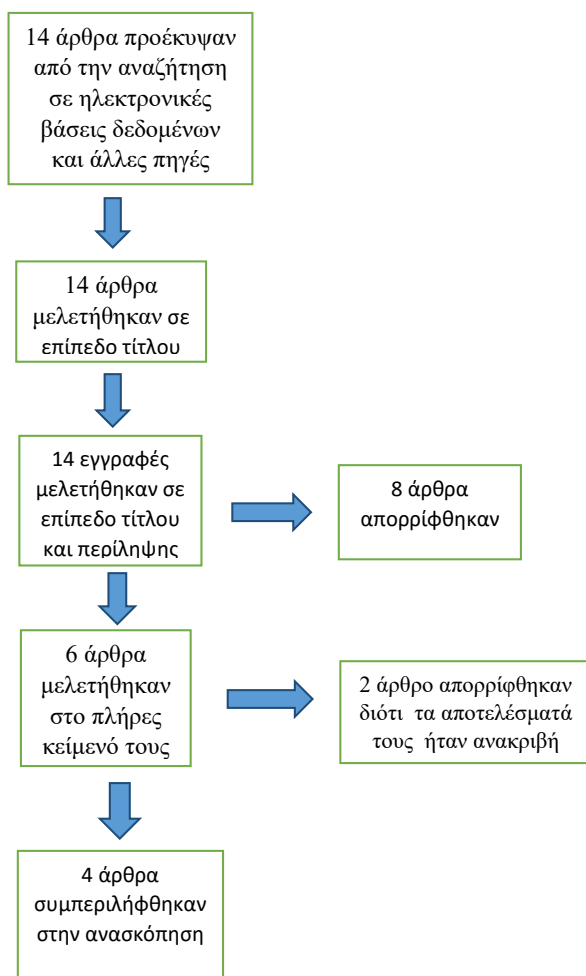 14 άρθρα προέκυψαν
από την αναζήτηση
σε ηλεκτρονικές
βάσεις δεδομένων
και άλλες πηγές
14 άρθρα
μελετήθηκαν σε
επίπεδο τίτλου
14 εγγραφές
μελετήθηκαν σε
επίπεδο τίτλου
και περίληψης
8 άρθρα
απορρίφθηκαν
6 άρθρα
μελετήθηκαν
στο πλήρες
κείμενό τους
2 άρθρο απορρίφθηκαν
διότι τα αποτελέσματά
τους ήταν ανακριβή
4 άρθρα
συμπεριλήφθηκαν
στην ανασκόπηση